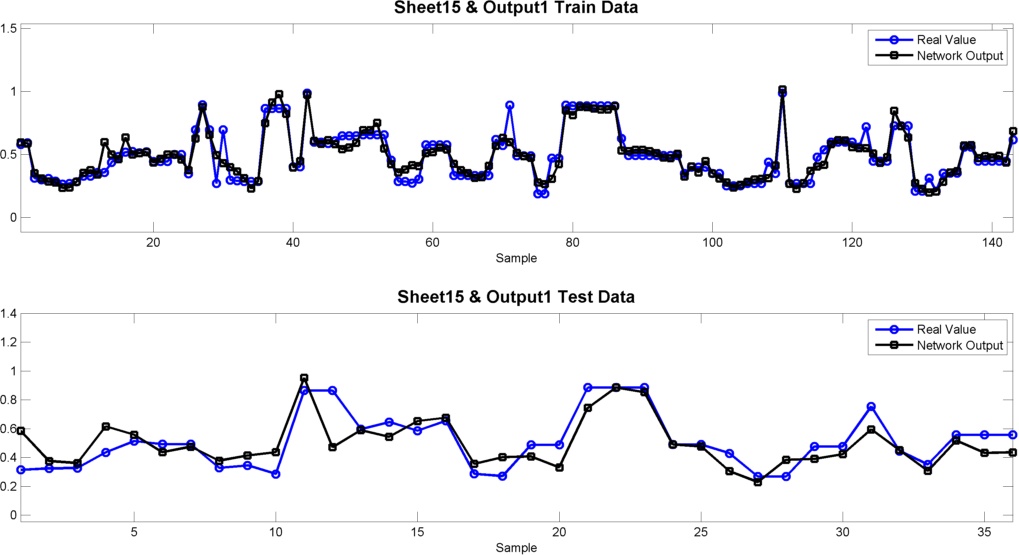 Sheet15 & Output1 Train Data
1.5
1
0.5
0
Real Value
Network Output
20 40 60 80 100 120 140
Sample
Sheet15 & Output1 Test Data
1.4
1.2
1
0.8
0.6
0.4
0.2
0
Real Value
Network Output
5 10 15 20 25 30 35
Sample